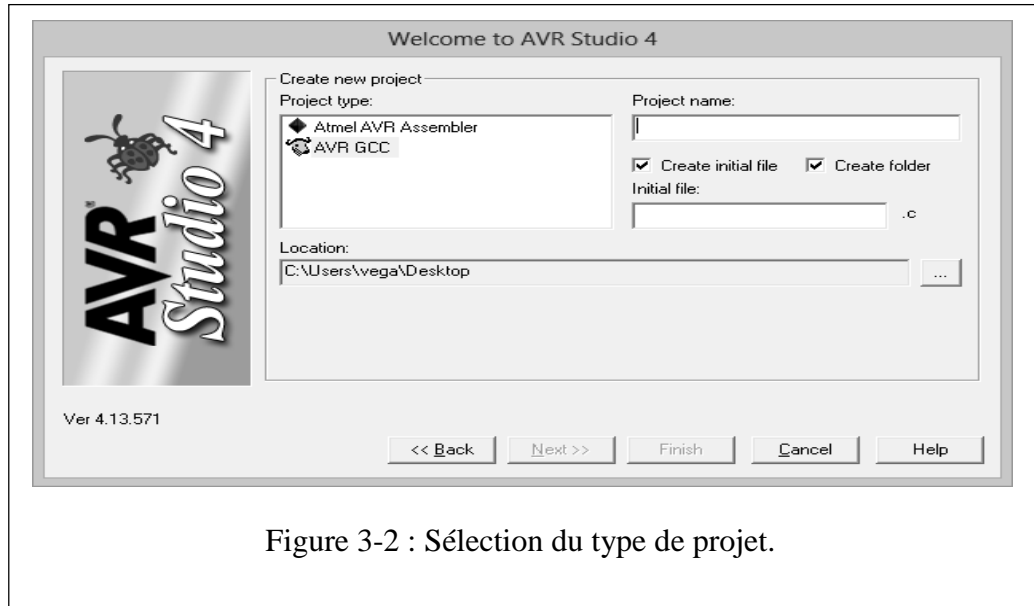 Welcome to AVR Studio 4
AVR®
Studio 4
Create new project
Project type:
Atmel AVR Assembler
AVR GCC
Project name:
Create initial file
Create folder
Initial file:
.c
Location:
C:\Users\vega\Desktop
...
Ver 4.13.571
<< Back
Next >>
Finish
Cancel
Help
Figure 3-2 : Sélection du type de projet.